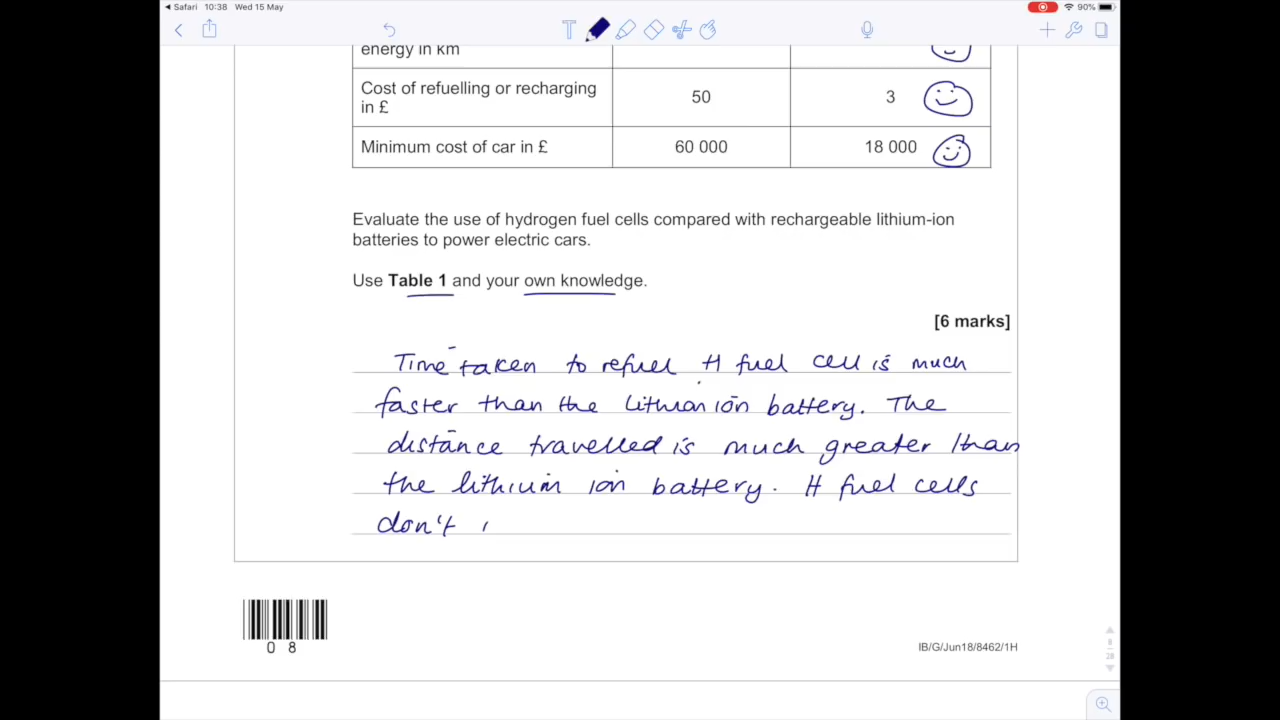 Safari 10:38 Wed 15 May 90%
energy in km
Cost of refuelling or recharging in £ 50 3
Minimum cost of car in £ 60 000 18 000
Evaluate the use of hydrogen fuel cells compared with rechargeable lithium-ion
batteries to power electric cars.
Use Table 1 and your own knowledge.
[6 marks]
Time taken to refuel H fuel cell is much
faster than the lithium ion battery. The
distance travelled is much greater than
the lithium ion battery. H fuel cells
don't
0 8
IB/G/Jun18/8462/1H
8
28